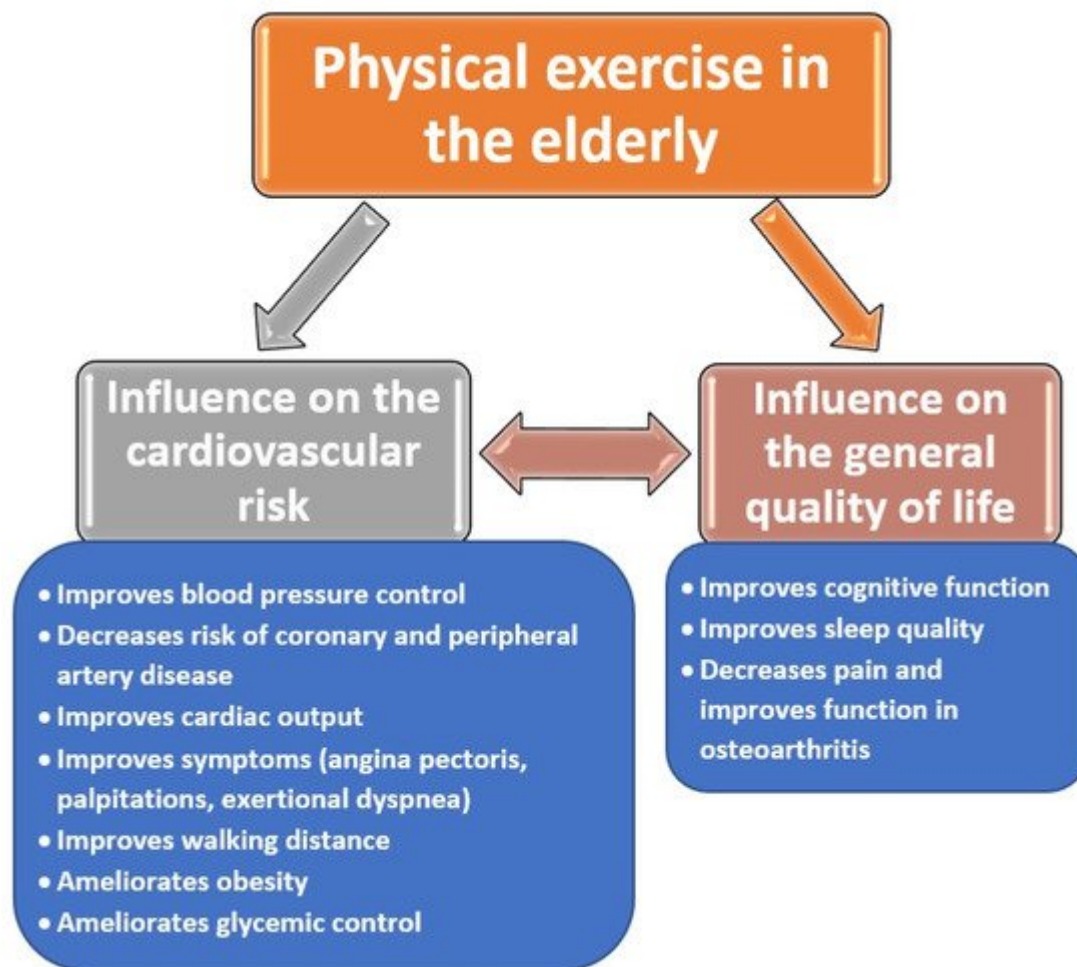 Physical exercise in
the elderly
Influence on the
cardiovascular
risk
• Improves blood pressure control
• Decreases risk of coronary and peripheral
artery disease
• Improves cardiac output
• Improves symptoms (angina pectoris,
palpitations, exertional dyspnea)
• Improves walking distance
• Ameliorates obesity
• Ameliorates glycemic control
Influence on
the general
quality of life
• Improves cognitive function
• Improves sleep quality
• Decreases pain and
improves function in
osteoarthritis